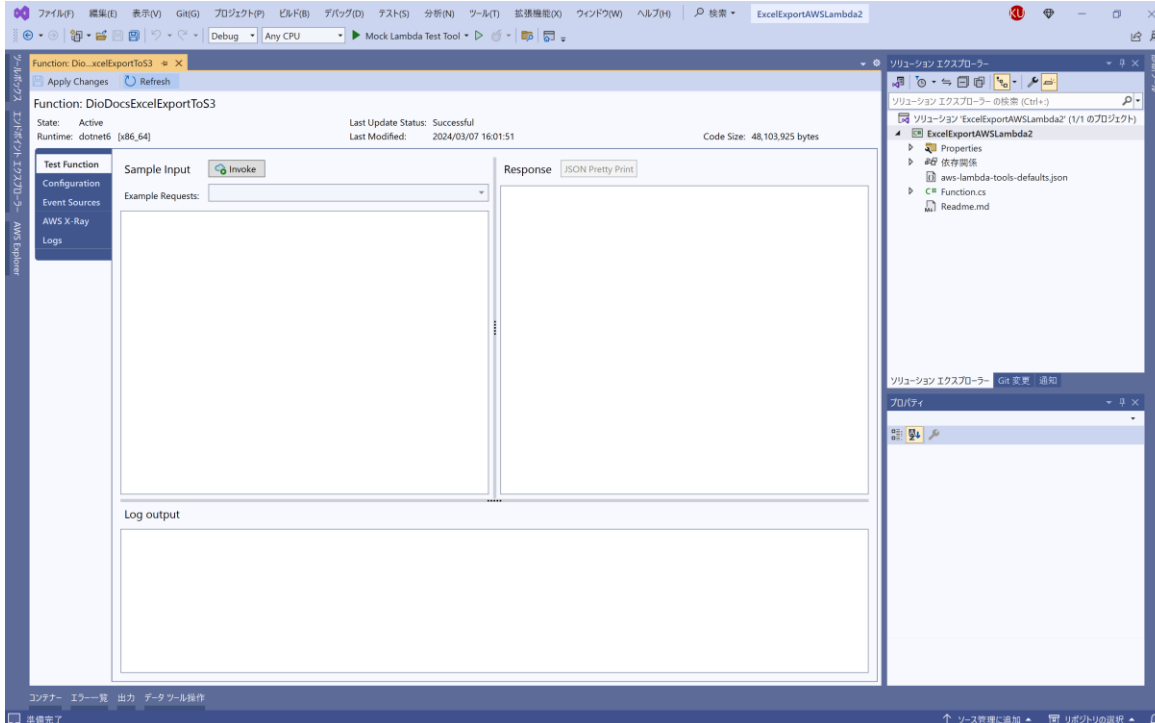 ファイル(F) 編集(E) 表示(V) Git(G) プロジェクト(P) ビルド(B) デバッグ(D) テスト(S) 分析(N) ツール(T) 拡張機能(X) ウィンドウ(W) ヘルプ(H) 検索 ExcelExportAWSLambda2 KU
Debug Any CPU Mock Lambda Test Tool
ツールボックス エンドポイント エクスプローラー AWS Explorer
Function: Dio...xcelExportToS3
Apply Changes Refresh
Function: DioDocsExcelExportToS3
State: Active Last Update Status: Successful
Runtime: dotnet6 [x86_64] Last Modified: 2024/03/07 16:01:51 Code Size: 48,103,925 bytes
Test Function
Configuration
Event Sources
AWS X-Ray
Logs
Sample Input Invoke
Example Requests:
Response JSON Pretty Print
Log output
ソリューション エクスプローラー
ソリューション エクスプローラー の検索 (Ctrl+:)
ソリューション 'ExcelExportAWSLambda2' (1/1 のプロジェクト)
ExcelExportAWSLambda2
Properties
依存関係
aws-lambda-tools-defaults.json
C# Function.cs
Readme.md
ソリューション エクスプローラー Git 変更 通知
プロパティ
コンテナー エラー一覧 出力 データ ツール操作
準備完了 ソース管理に追加 リポジトリの選択